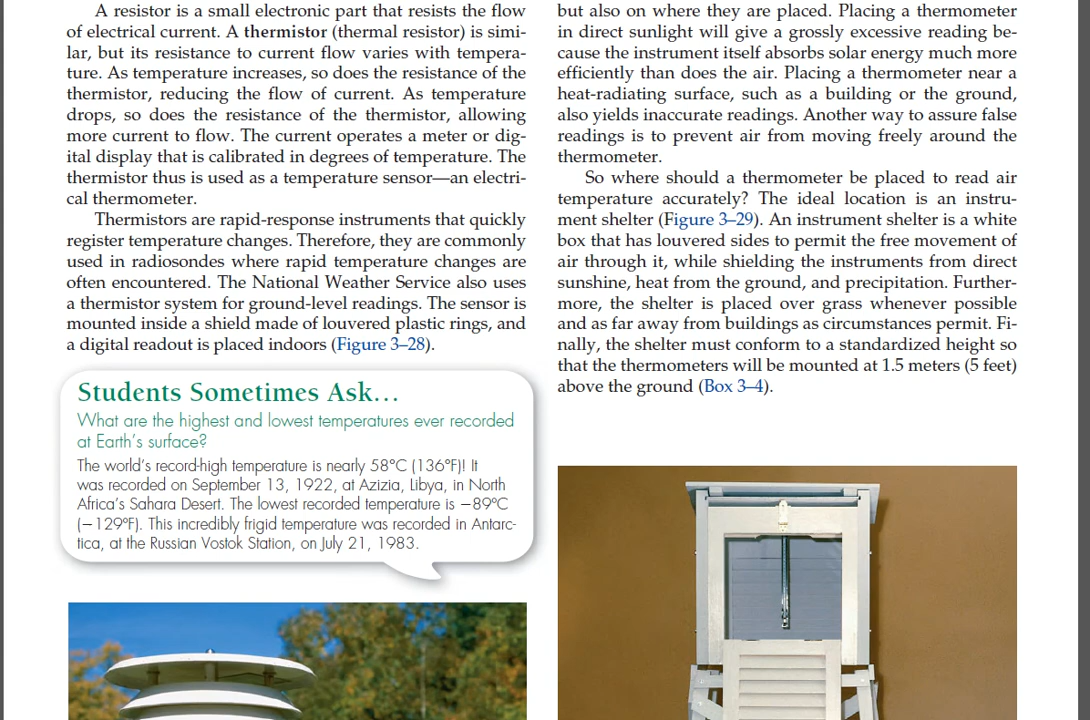 A resistor is a small electronic part that resists the flow
of electrical current. A thermistor (thermal resistor) is simi-
lar, but its resistance to current flow varies with tempera-
ture. As temperature increases, so does the resistance of the
thermistor, reducing the flow of current. As temperature
drops, so does the resistance of the thermistor, allowing
more current to flow. The current operates a meter or dig-
ital display that is calibrated in degrees of temperature. The
thermistor thus is used as a temperature sensor—an electri-
cal thermometer.
Thermistors are rapid-response instruments that quickly
register temperature changes. Therefore, they are commonly
used in radiosondes where rapid temperature changes are
often encountered. The National Weather Service also uses
a thermistor system for ground-level readings. The sensor is
mounted inside a shield made of louvered plastic rings, and
a digital readout is placed indoors (Figure 3–28).
Students Sometimes Ask...
What are the highest and lowest temperatures ever recorded
at Earth's surface?
The world's record-high temperature is nearly 58°C (136°F)! It
was recorded on September 13, 1922, at Azizia, Libya, in North
Africa's Sahara Desert. The lowest recorded temperature is −89°C
(−129°F). This incredibly frigid temperature was recorded in Antarc-
tica, at the Russian Vostok Station, on July 21, 1983.
but also on where they are placed. Placing a thermometer
in direct sunlight will give a grossly excessive reading be-
cause the instrument itself absorbs solar energy much more
efficiently than does the air. Placing a thermometer near a
heat-radiating surface, such as a building or the ground,
also yields inaccurate readings. Another way to assure false
readings is to prevent air from moving freely around the
thermometer.
So where should a thermometer be placed to read air
temperature accurately? The ideal location is an instru-
ment shelter (Figure 3–29). An instrument shelter is a white
box that has louvered sides to permit the free movement of
air through it, while shielding the instruments from direct
sunshine, heat from the ground, and precipitation. Further-
more, the shelter is placed over grass whenever possible
and as far away from buildings as circumstances permit. Fi-
nally, the shelter must conform to a standardized height so
that the thermometers will be mounted at 1.5 meters (5 feet)
above the ground (Box 3–4).